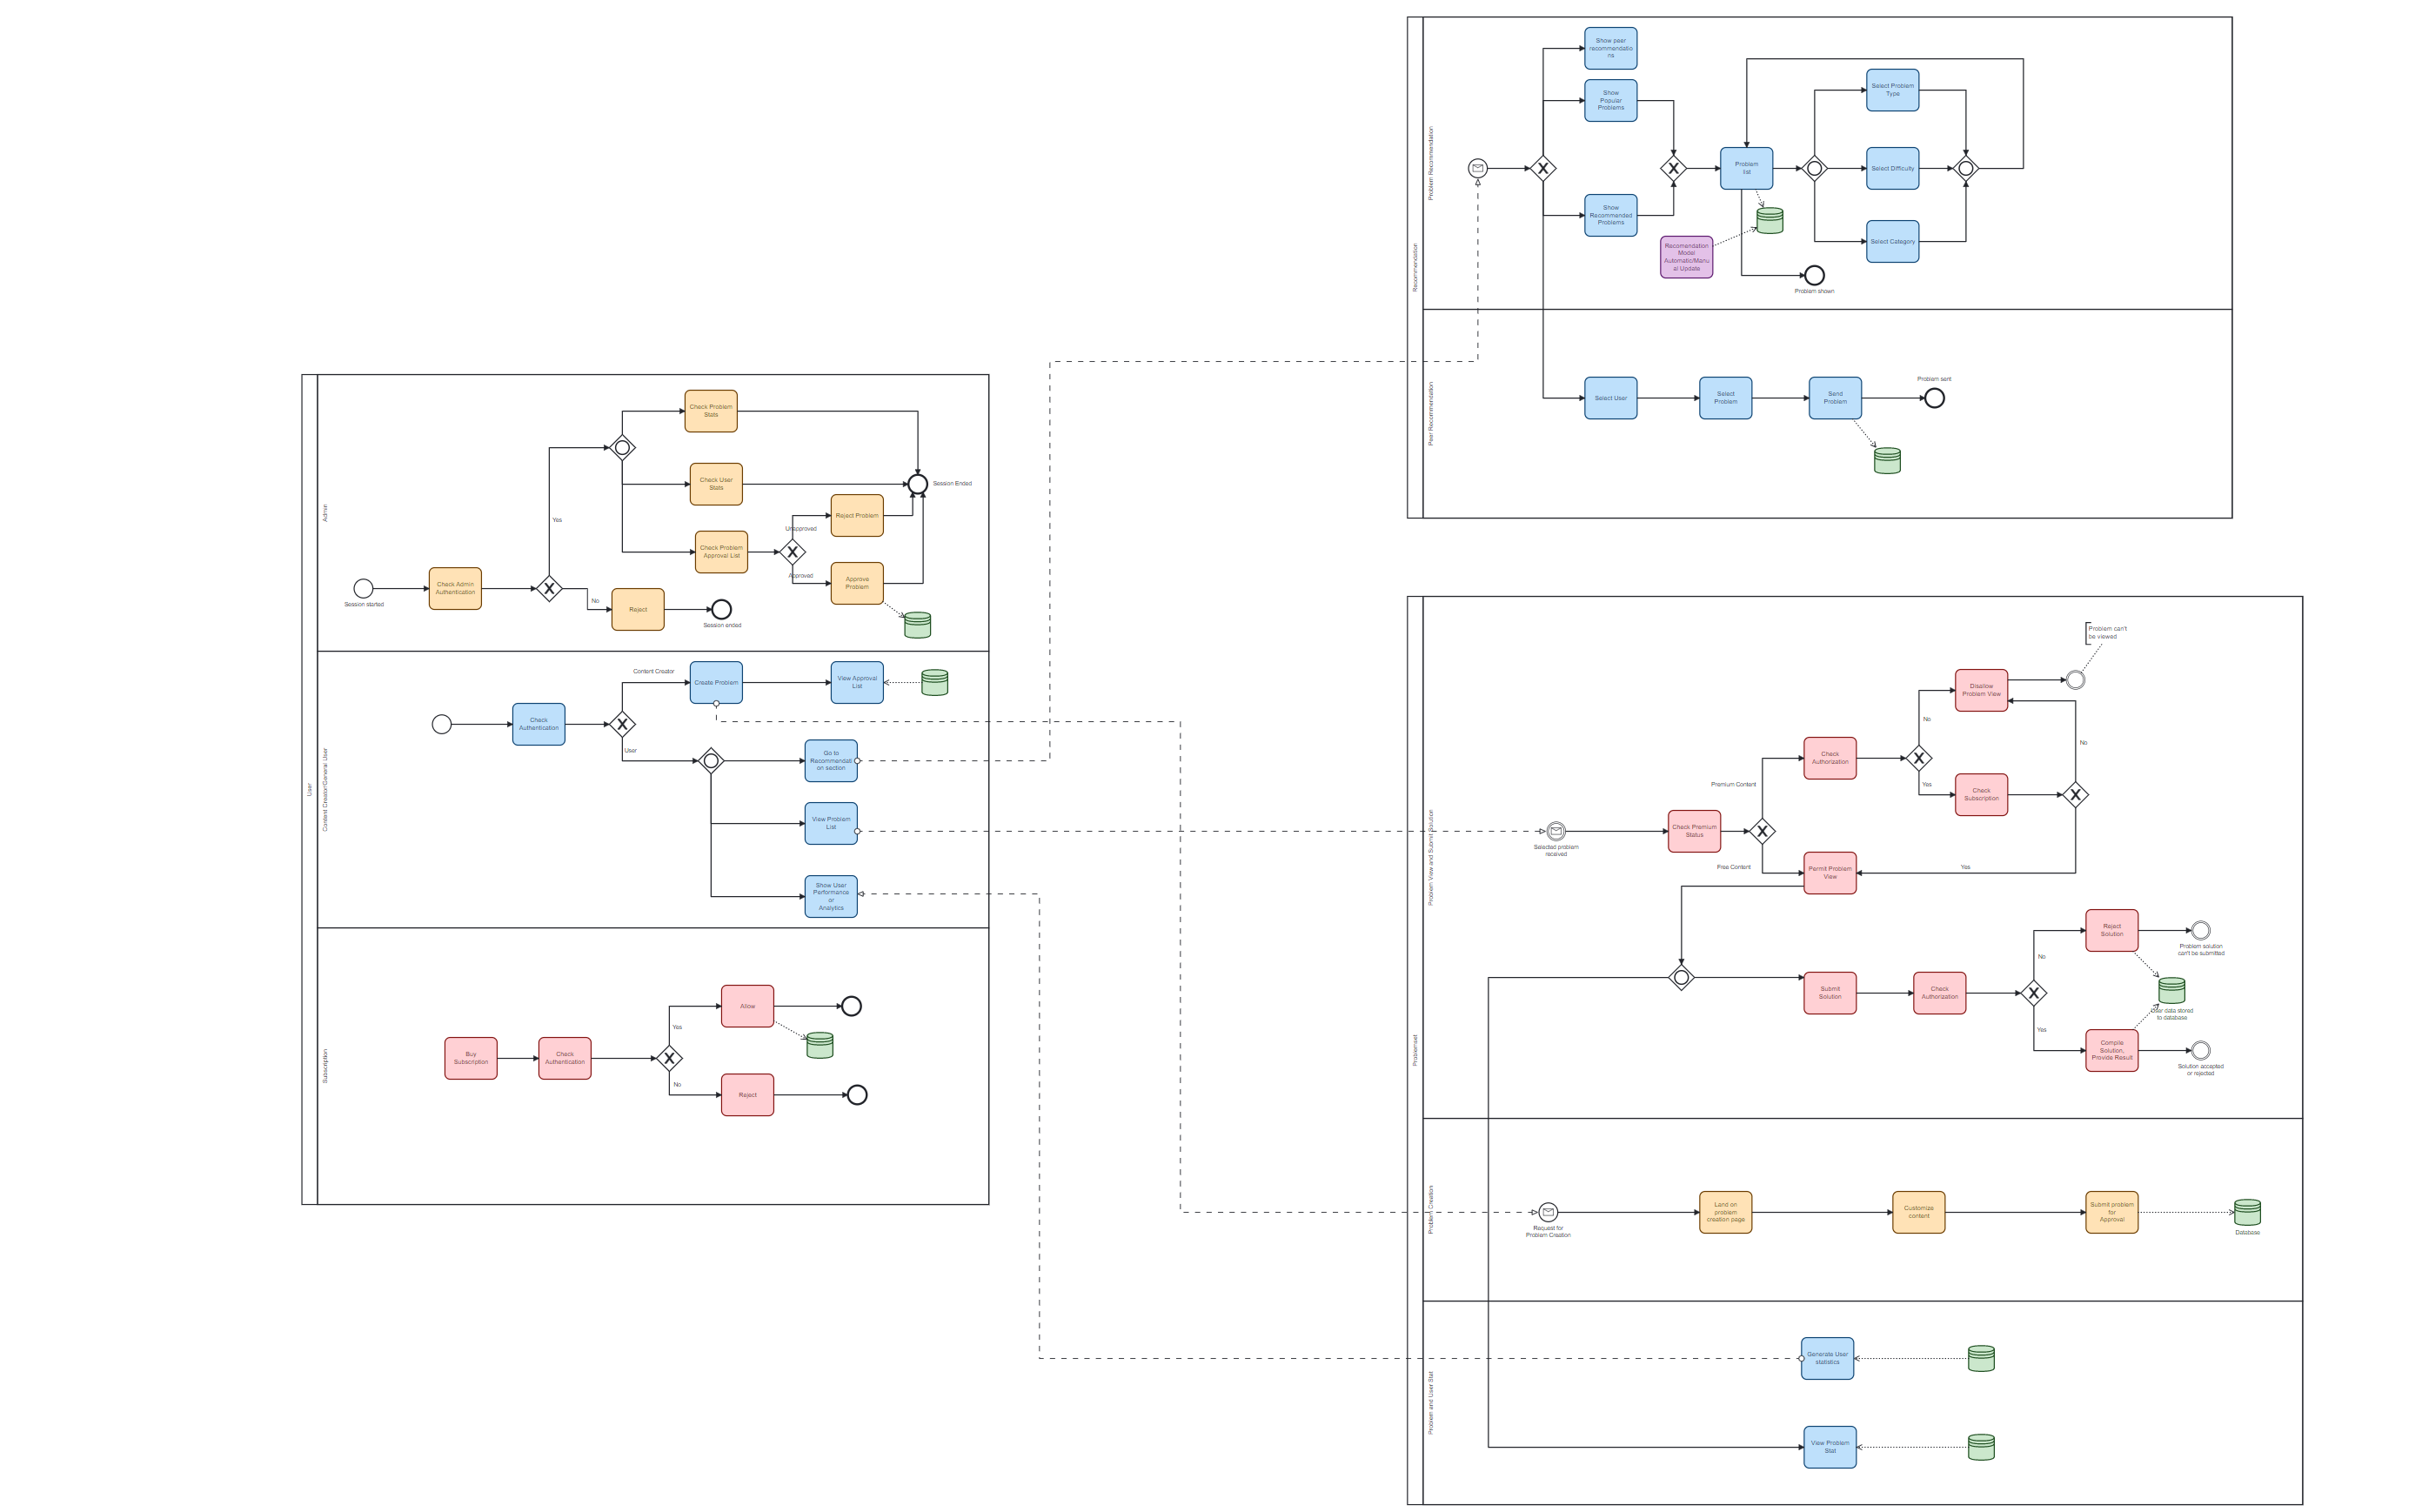 Recommendation
Problem Recommendation
Show peer
recommendatio
ns
Show
Popular
Problems
Show
Recommended
Problems
Problem
list
Recomendation
Model
Automatic/Manu
al Update
Select Problem
Type
Select Difficulty
Select Category
Problem shown
Peer Recommendation
Select User
Select
Problem
Send
Problem
Problem sent
User
Admin
Session started
Check Admin
Authentication
Yes
No
Reject
Session ended
Check Problem
Stats
Check User
Stats
Check Problem
Approval List
Unapproved
Approved
Reject Problem
Approve
Problem
Session Ended
Content Creator/General User
Check
Authentication
Content Creator
User
Create Problem
View Approval
List
Go to
Recommendati
on section
View Problem
List
Show User
Performance
or
Analytics
Subscription
Buy
Subscription
Check
Authentication
Yes
No
Allow
Reject
Problemset
Problem View and Submit Solution
Selected problem
received
Check Premium
Status
Premium Content
Free Content
Check
Authorization
Permit Problem
View
No
Yes
Disallow
Problem View
Check
Subscription
Problem can't
be viewed
No
Yes
Submit
Solution
Check
Authorization
No
Yes
Reject
Solution
Problem solution
can't be submitted
User data stored
to database
Compile
Solution,
Provide Result
Solution accepted
or rejected
Problem Creation
Request for
Problem Creation
Land on
problem
creation page
Customize
content
Submit problem
for
Approval
Database
Problem and User Stat
Generate User
statistics
View Problem
Stat